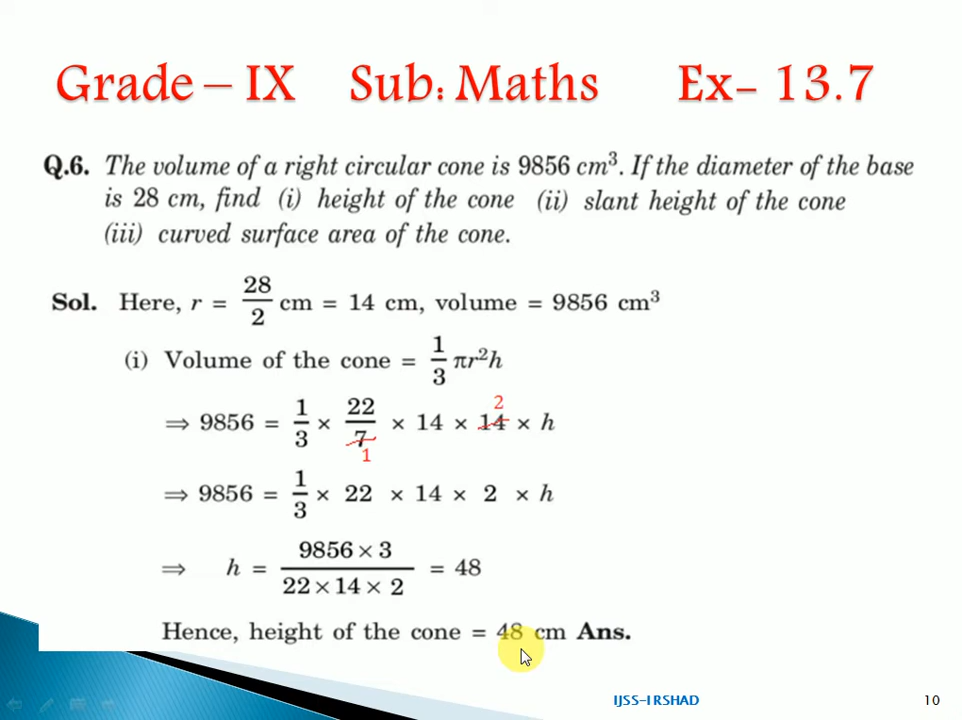 Grade – IX Sub: Maths Ex- 13.7
Q.6. The volume of a right circular cone is 9856 cm³. If the diameter of the base
is 28 cm, find (i) height of the cone (ii) slant height of the cone
(iii) curved surface area of the cone.
Sol. Here, r = 28/2 cm = 14 cm, volume = 9856 cm³
(i) Volume of the cone = 1/3 πr²h
2
⇒ 9856 = 1/3 × 22/7 × 14 × 14 × h
1
⇒ 9856 = 1/3 × 22 × 14 × 2 × h
⇒ h = 9856 × 3 / 22 × 14 × 2 = 48
Hence, height of the cone = 48 cm Ans.
IJSS-IRSHAD 10